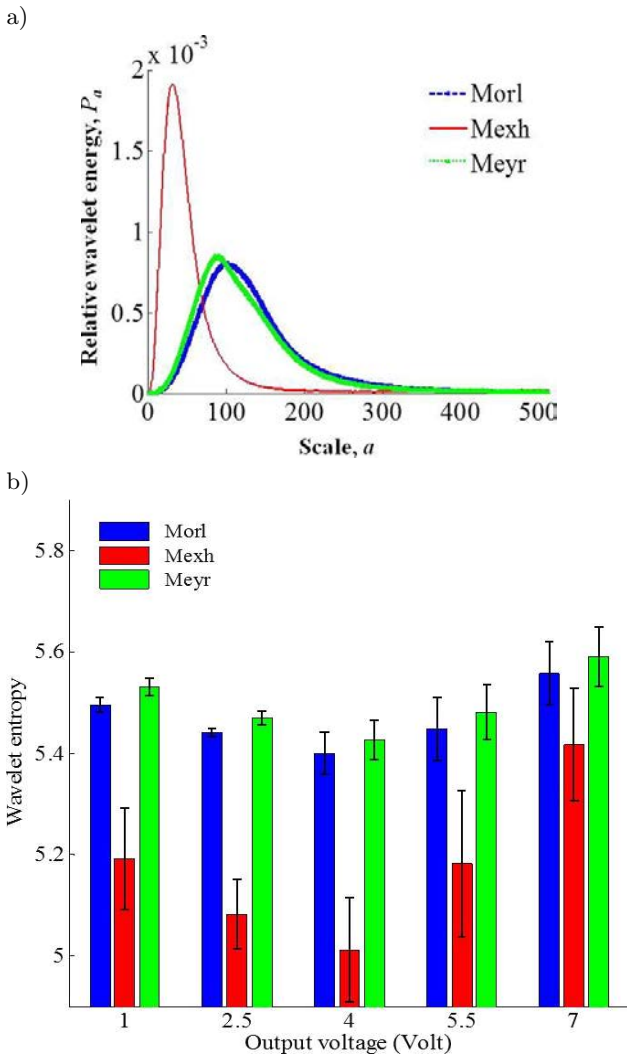 a)
2 x 10⁻³
Relative wavelet energy, Pa
1.5
1
0.5
0
0 100 200 300 400 500
Scale, a
Morl
Mexh
Meyr
b)
Wavelet entropy
5.8
5.6
5.4
5.2
5
Morl
Mexh
Meyr
1 2.5 4 5.5 7
Output voltage (Volt)